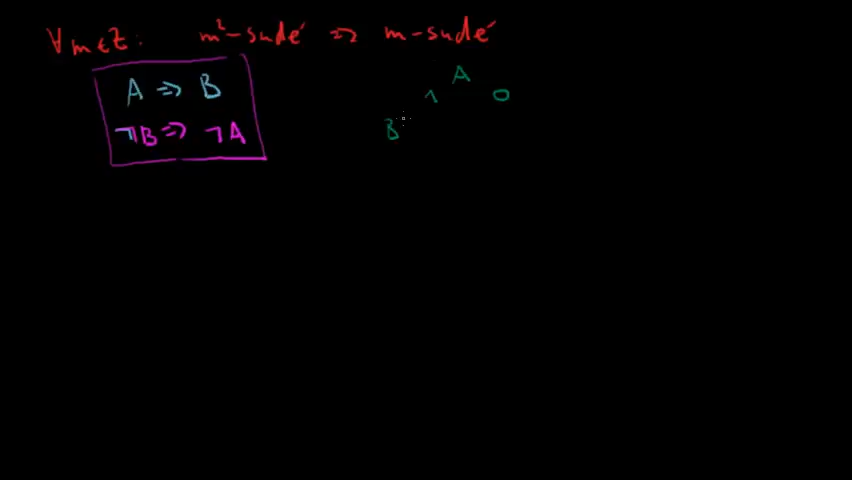 ∀m∈Z: m²-sudé ⇒ m-sudé
A ⇒ B
¬B ⇒ ¬A
A
1 0
B